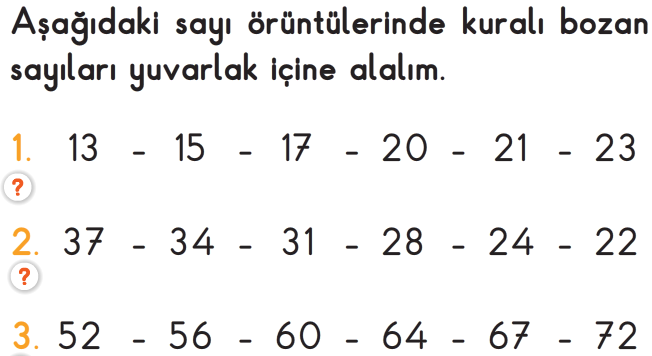 Aşağıdaki sayı örüntülerinde kuralı bozan
sayıları yuvarlak içine alalım.
1. 13 - 15 - 17 - 20 - 21 - 23
?
2. 37 - 34 - 31 - 28 - 24 - 22
?
3. 52 - 56 - 60 - 64 - 67 - 72